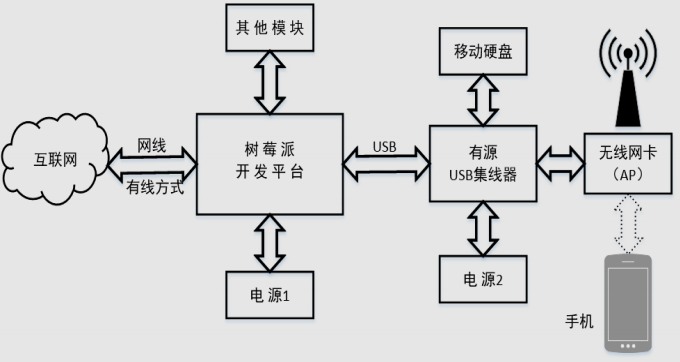 其他模块
移动硬盘
互联网
网线
有线方式
树莓派
开发平台
USB
有源
USB集线器
无线网卡
（AP）
电源1
电源2
手机